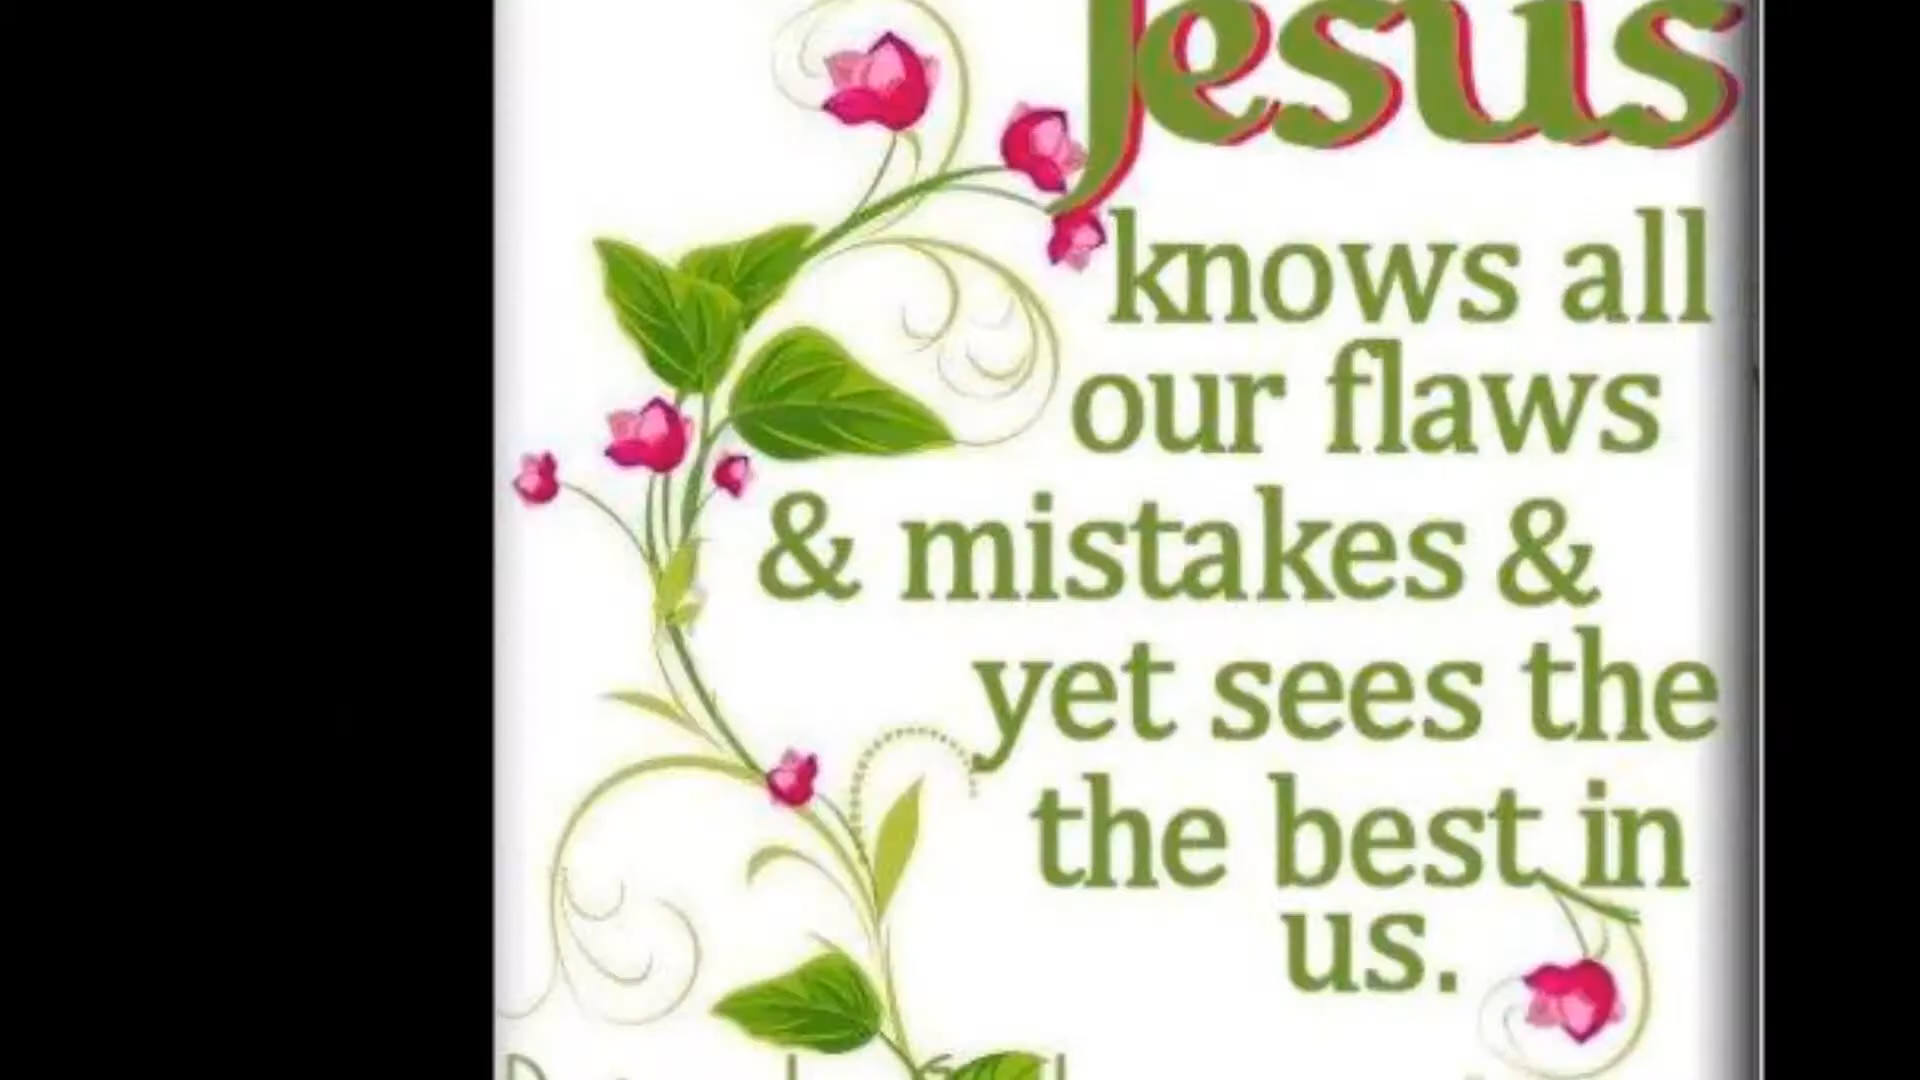 Jesus
knows all
our flaws
& mistakes &
yet sees the
the best in
us.